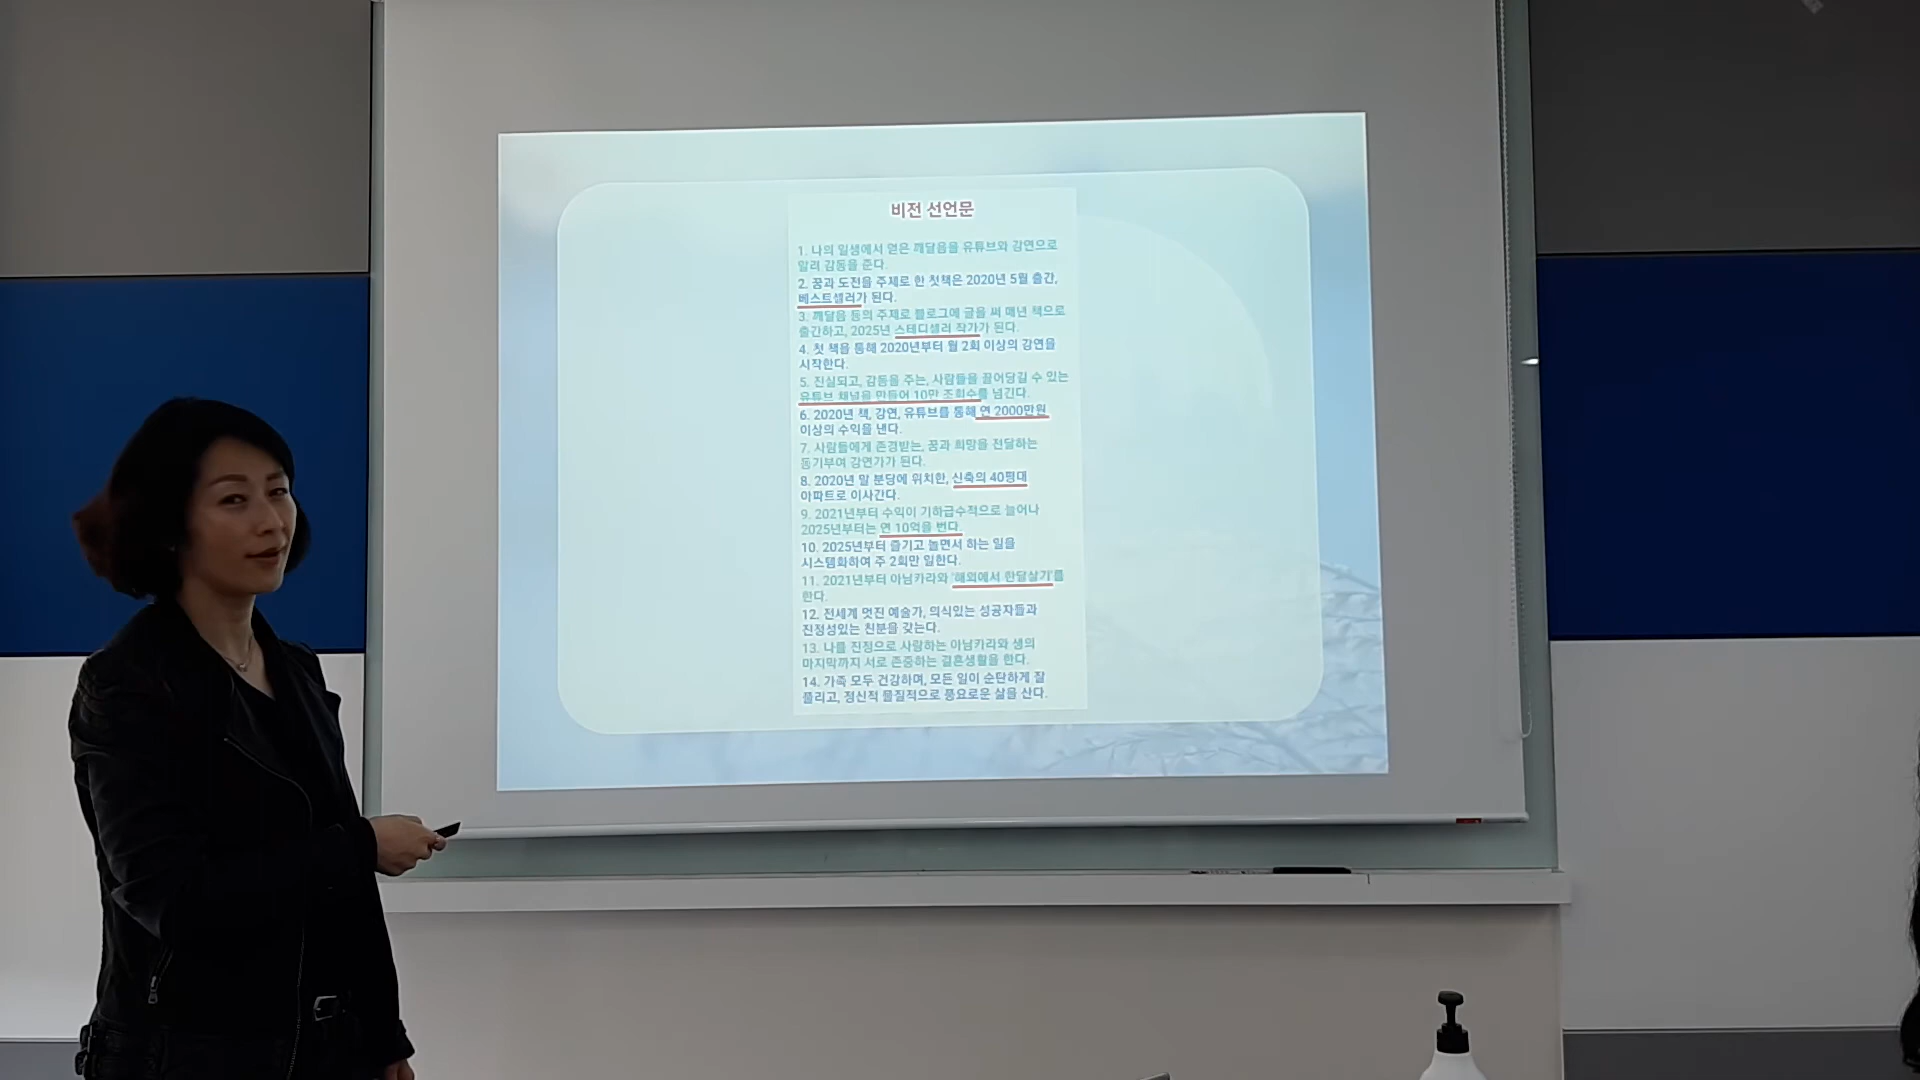 비전 선언문
1. 나의 일생에서 얻은 깨달음을 유튜브와 강연으로
알려 감동을 준다.
2. 꿈과 도전을 주제로 한 첫책은 2020년 5월 출간,
베스트셀러가 된다.
3. 깨달음 등의 주제로 블로그에 글을 써 매년 책으로
출간하고, 2025년 스테디셀러 작가가 된다.
4. 첫 책을 통해 2020년부터 월 2회 이상의 강연을
시작한다.
5. 진실되고, 감동을 주는, 사람들을 끌어당길 수 있는
유튜브 채널을 만들어 10만 조회수를 넘긴다.
6. 2020년 책, 강연, 유튜브를 통해 연 2000만원
이상의 수익을 낸다.
7. 사람들에게 존경받는, 꿈과 희망을 전달하는
동기부여 강연가가 된다.
8. 2020년 말 분당에 위치한, 신축의 40평대
아파트로 이사간다.
9. 2021년부터 수익이 기하급수적으로 늘어나
2025년부터는 연 10억을 번다.
10. 2025년부터 즐기고 놀면서 하는 일을
시스템화하여 주 2회만 일한다.
11. 2021년부터 아남카라와 '해외에서 한달살기'를
한다.
12. 전세계 멋진 예술가, 의식있는 성공자들과
진정성있는 친분을 갖는다.
13. 나를 진정으로 사랑하는 아남카라와 생의
마지막까지 서로 존중하는 결혼생활을 한다.
14. 가족 모두 건강하며, 모든 일이 순탄하게 잘
풀리고, 정신적 물질적으로 풍요로운 삶을 산다.